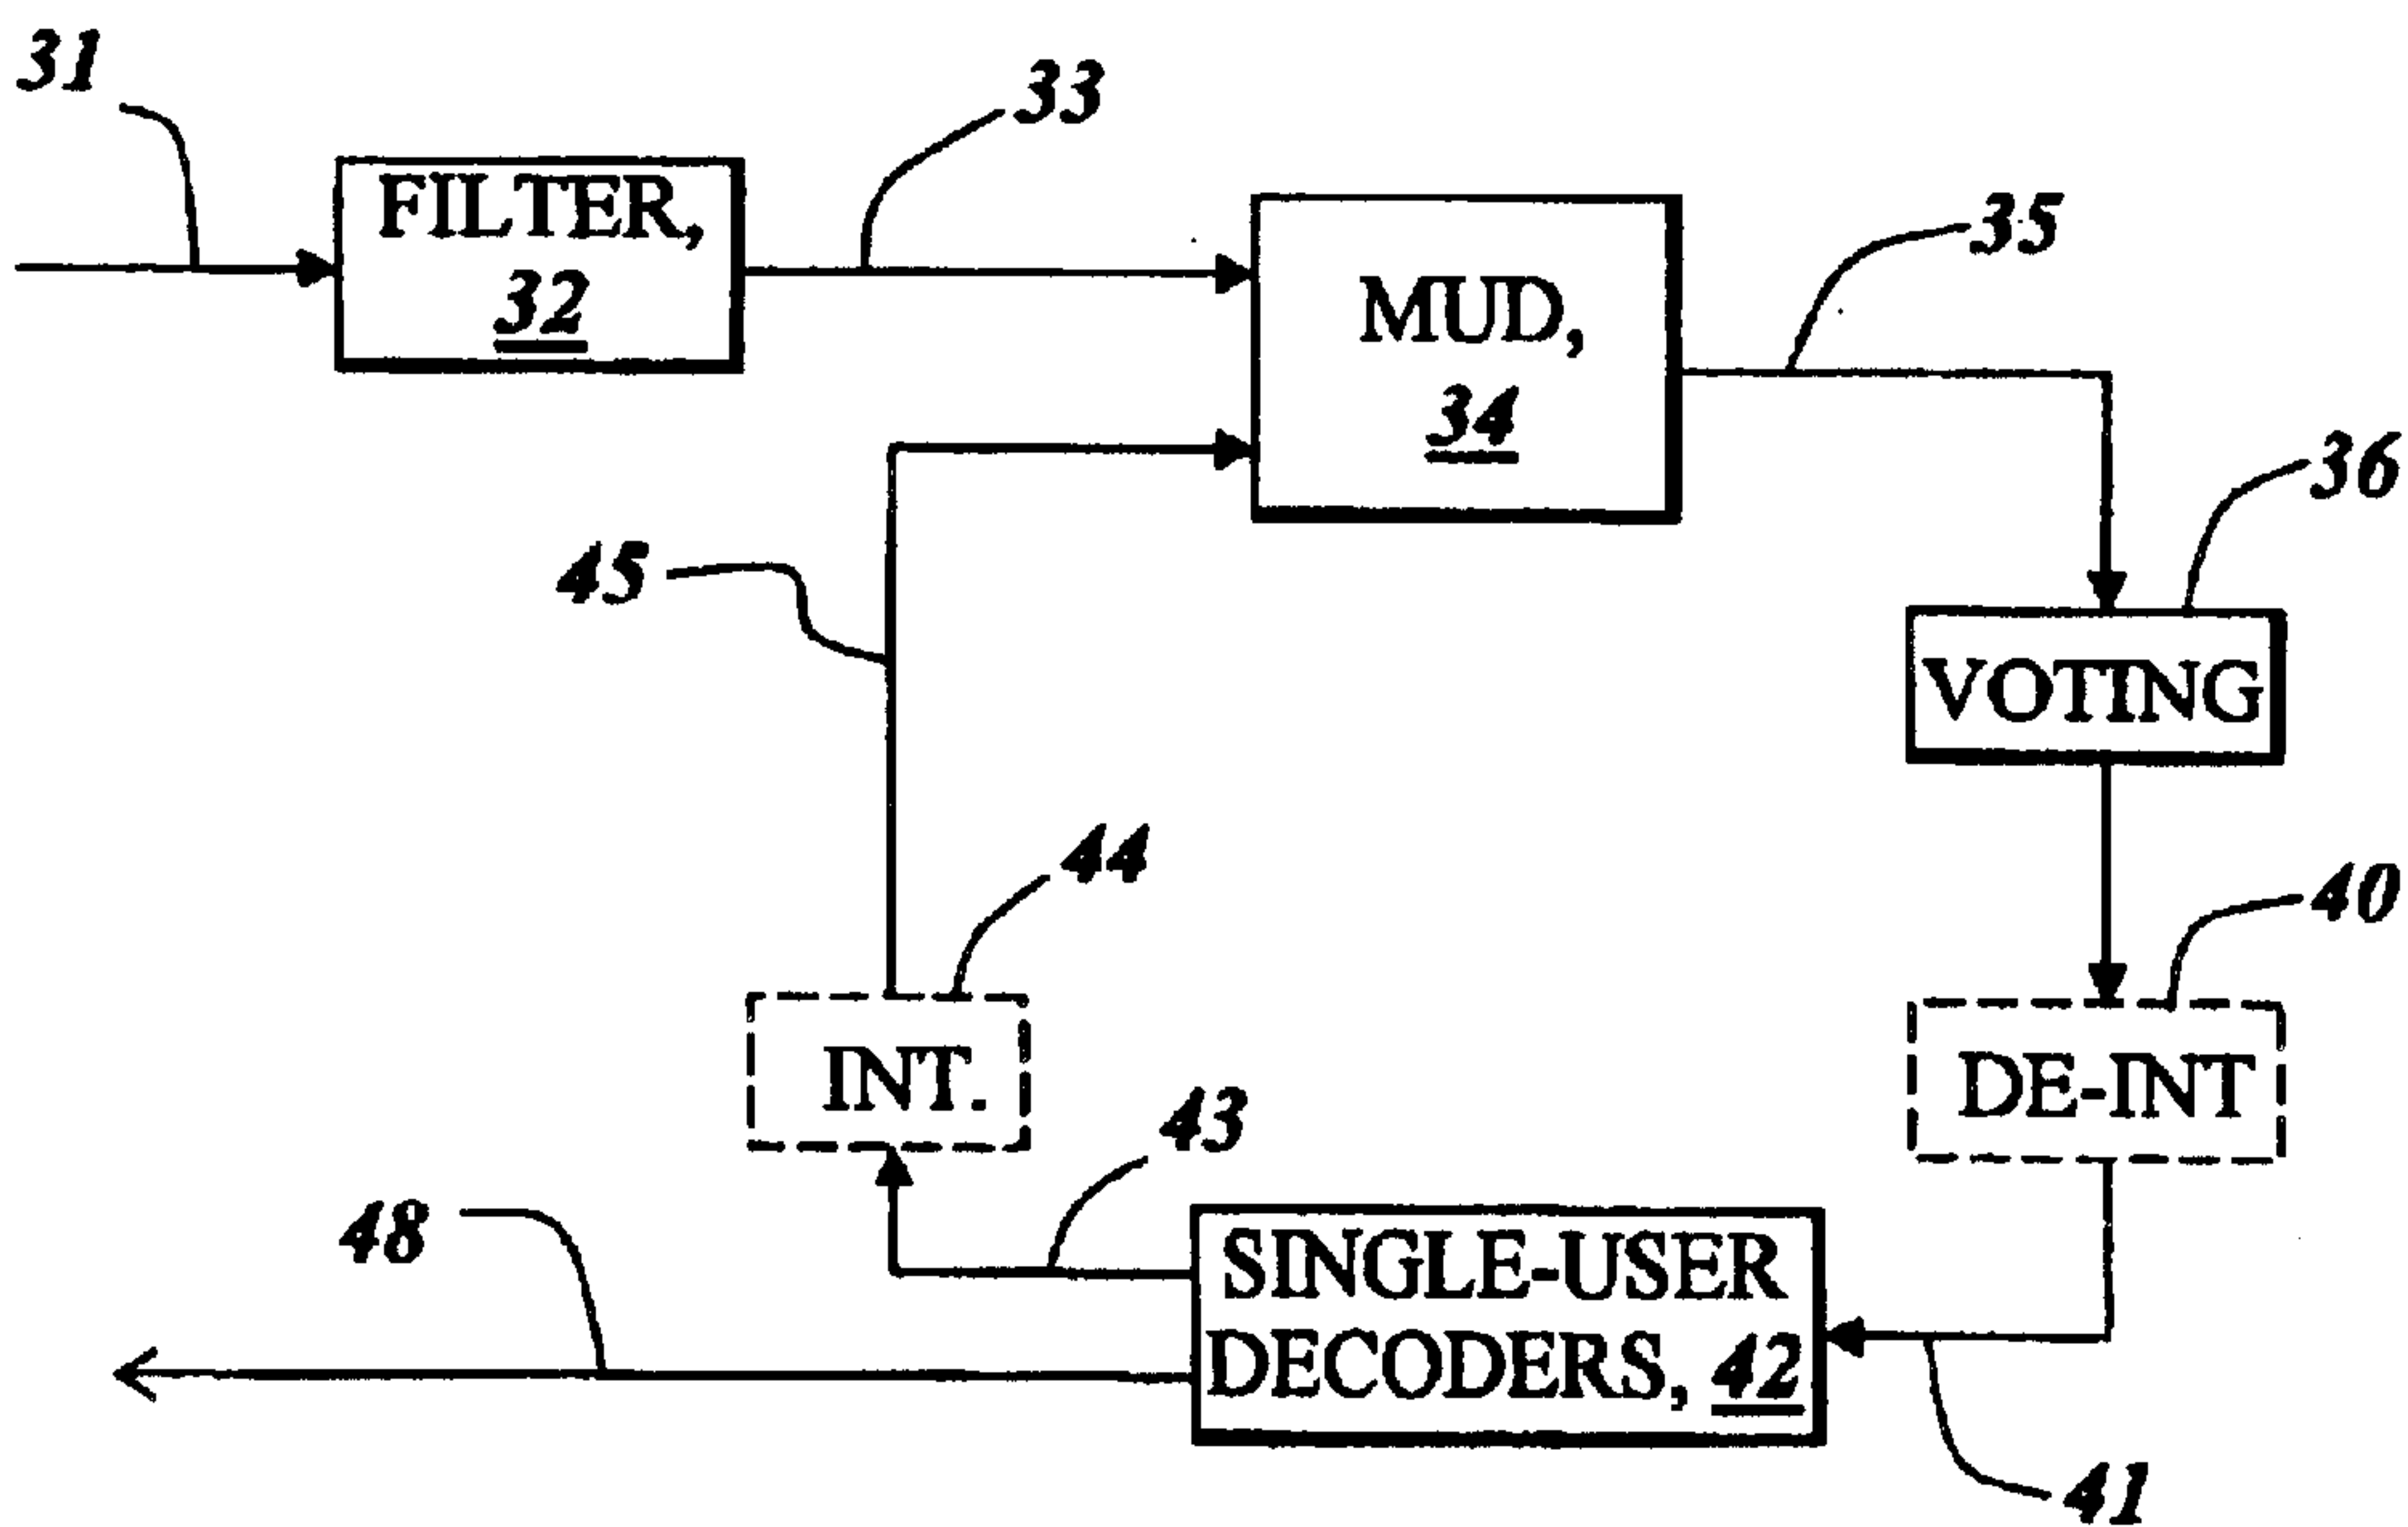 31
33
FILTER,
32
35
MUD,
34
36
45
VOTING
44
40
INT.
DE-INT
43
48
SINGLE-USER
DECODERS, 42
41